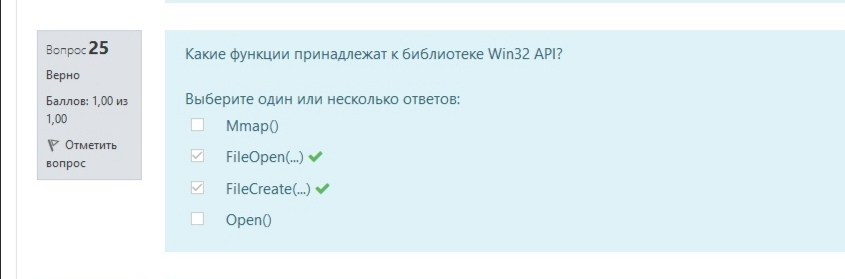 Вопрос 25
Верно
Баллов: 1,00 из
1,00
Отметить
вопрос
Какие функции принадлежат к библиотеке Win32 API?
Выберите один или несколько ответов:
Mmap()
FileOpen(...)
FileCreate(...)
Open()